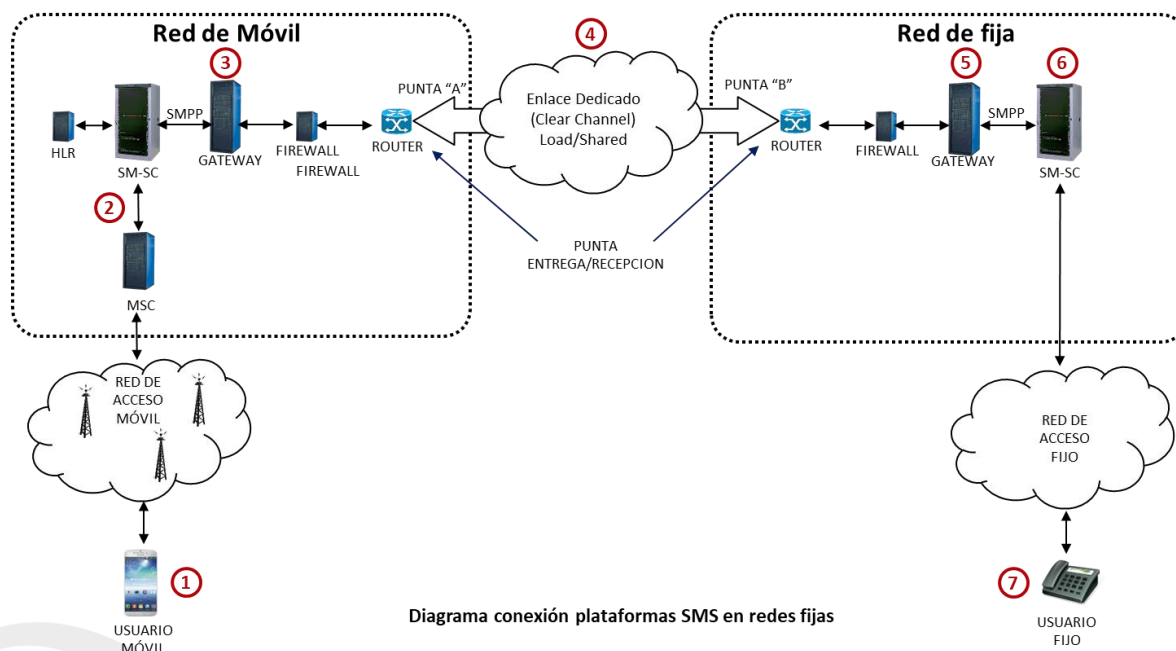 Red de Móvil
Red de fija
3
4
5
6
PUNTA “A”
Enlace Dedicado
(Clear Channel)
Load/Shared
PUNTA “B”
SMPP
SMPP
HLR
SM-SC
GATEWAY
FIREWALL
FIREWALL
ROUTER
ROUTER
FIREWALL
GATEWAY
SM-SC
2
MSC
PUNTA
ENTREGA/RECEPCION
RED DE
ACCESO
MÓVIL
RED DE
ACCESO
FIJO
1
7
USUARIO
MÓVIL
Diagrama conexión plataformas SMS en redes fijas
USUARIO
FIJO